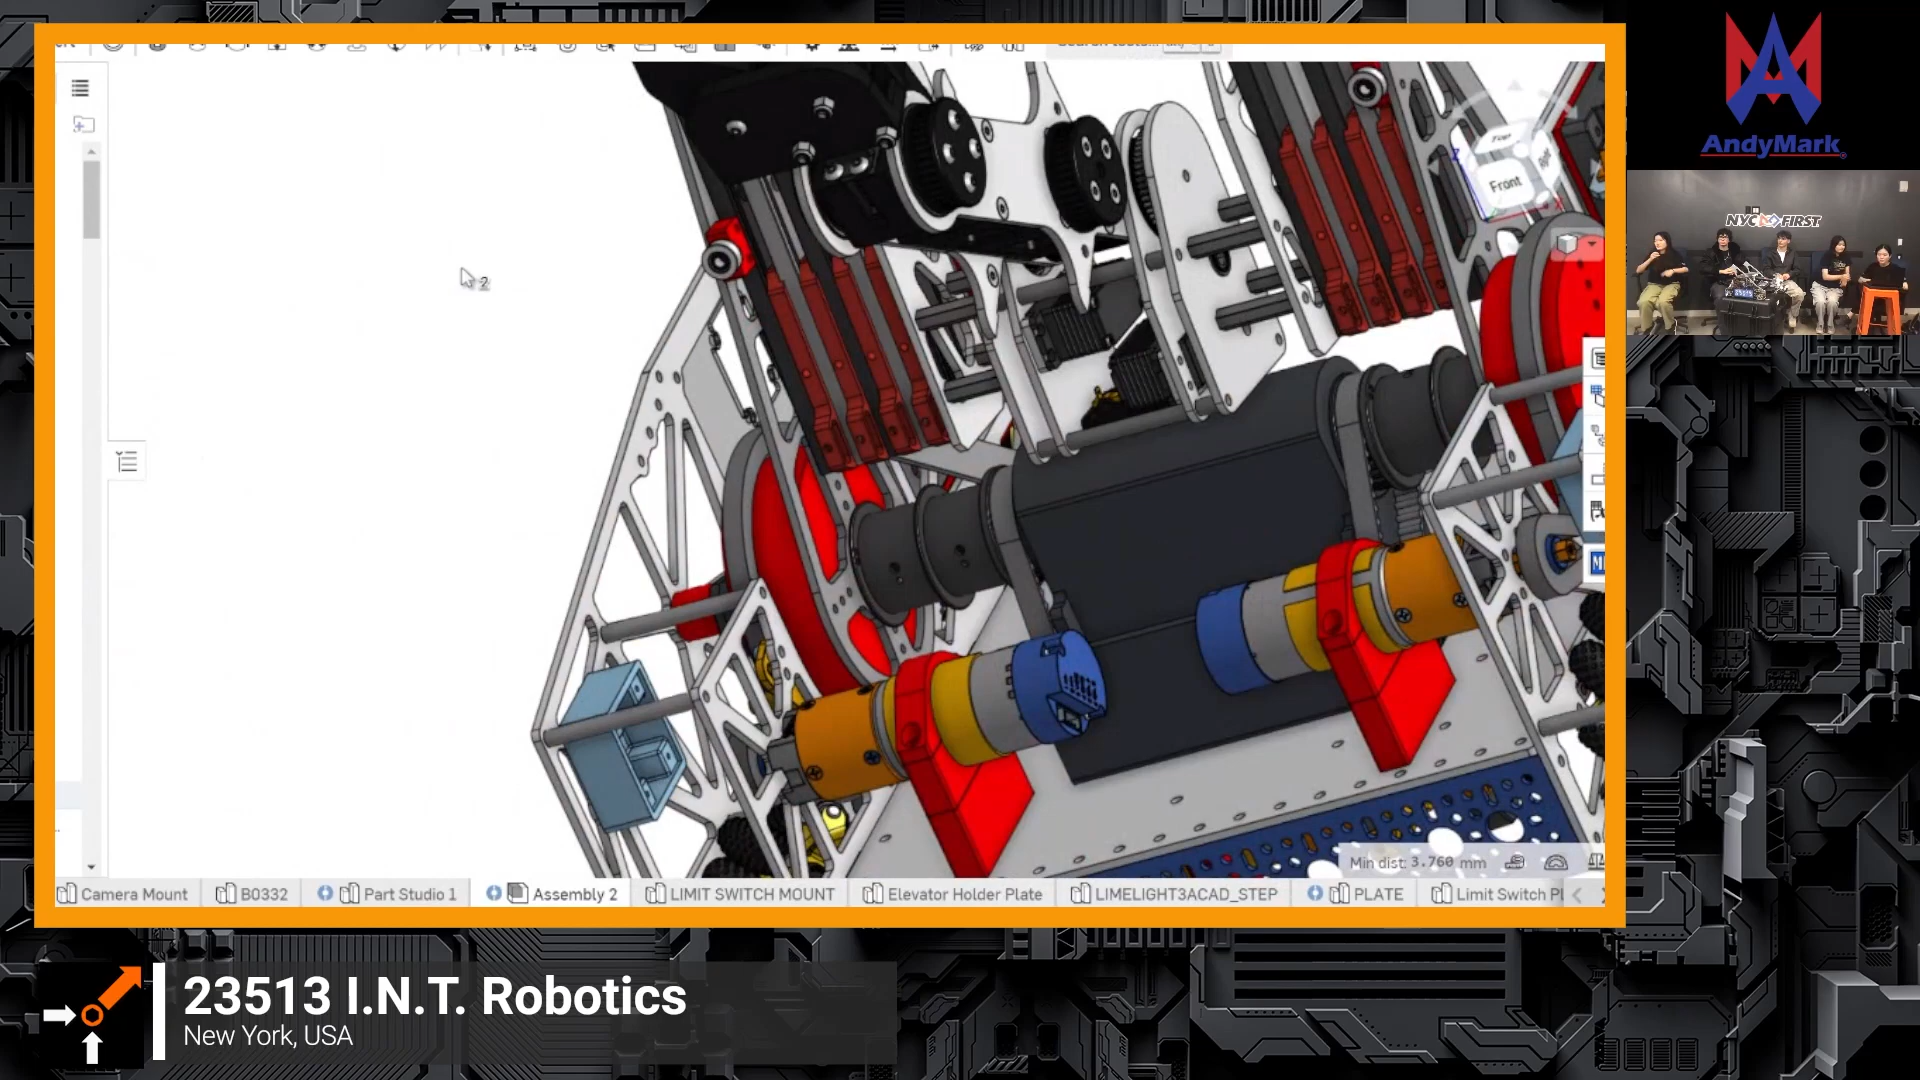 AndyMark
NYC FIRST
Front
2
Min dist: 3.760 mm
Camera Mount
B0332
Part Studio 1
Assembly 2
LIMIT SWITCH MOUNT
Elevator Holder Plate
LIMELIGHT3ACAD_STEP
PLATE
Limit Switch Pl
23513 I.N.T. Robotics
New York, USA